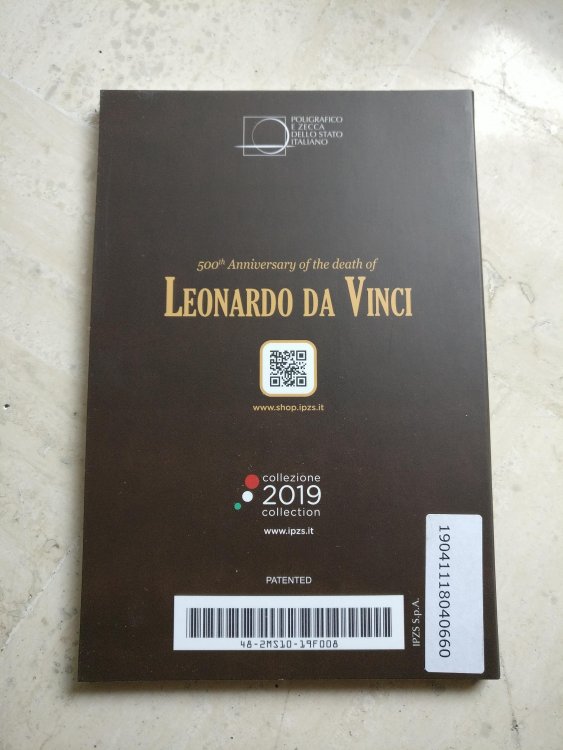 POLIGRAFICO
E ZECCA
DELLO STATO
ITALIANO
500th Anniversary of the death of
LEONARDO DA VINCI
www.shop.ipzs.it
collezione
2019
collection
www.ipzs.it
PATENTED
48-2MS10-19F008
IPZS S.p.A.
19041118040660